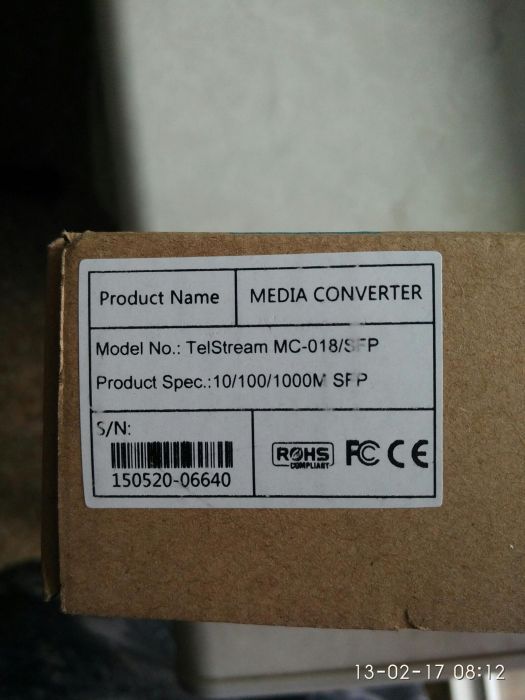 Product Name
MEDIA CONVERTER
Model No.: TelStream MC-018/SFP
Product Spec.:10/100/1000M SFP
S/N:
150520-06640
ROHS
COMPLIANT
FC CE
13-02-17 08:12